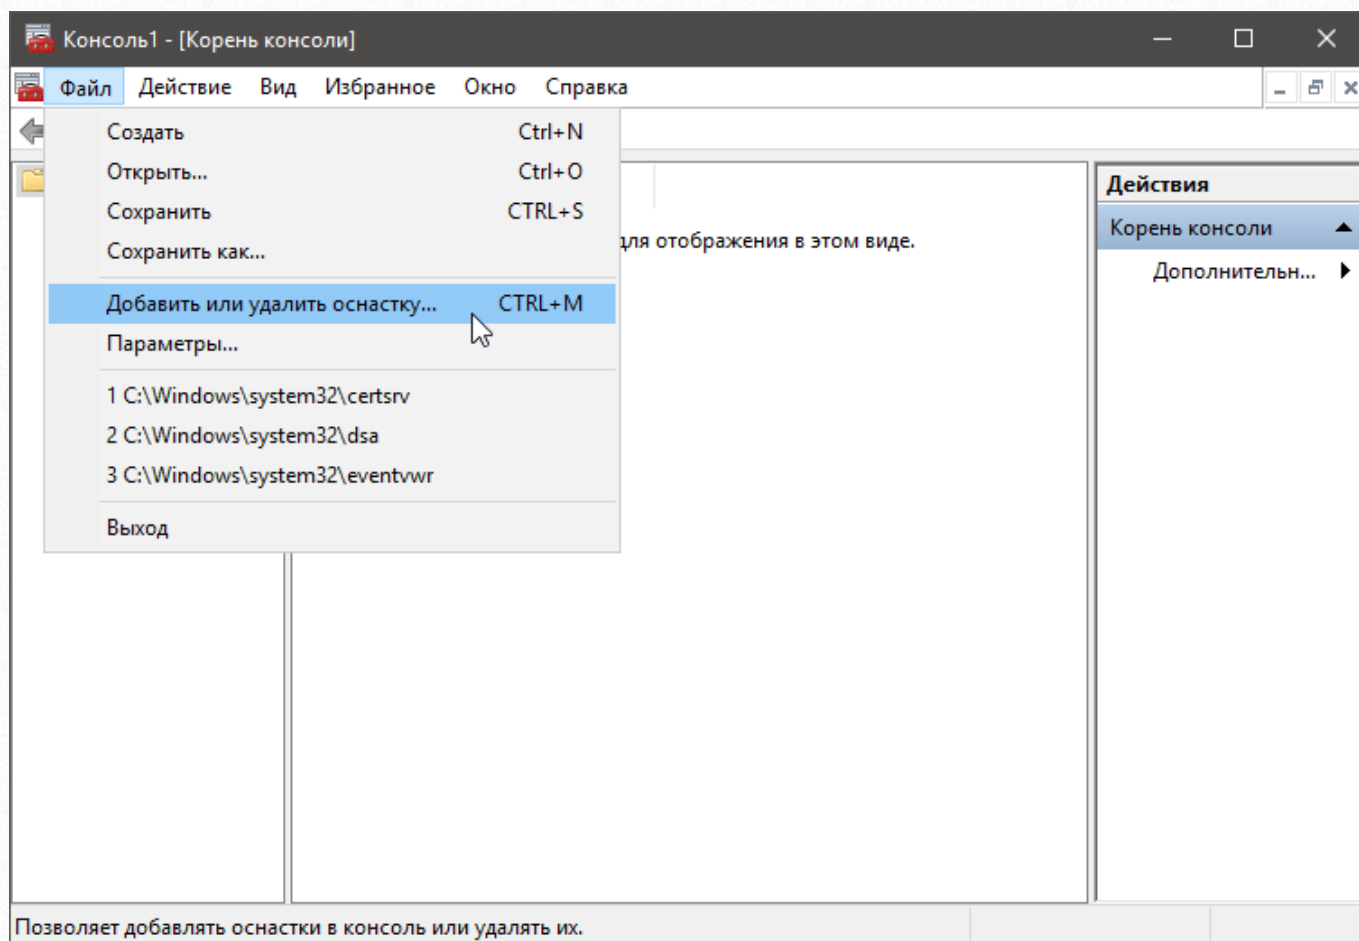 Консоль1 - [Корень консоли]
Файл Действие Вид Избранное Окно Справка
Создать Ctrl+N
Открыть... Ctrl+O
Сохранить CTRL+S
Сохранить как...
Добавить или удалить оснастку... CTRL+M
Параметры...
1 C:\Windows\system32\certsrv
2 C:\Windows\system32\dsa
3 C:\Windows\system32\eventvwr
Выход
для отображения в этом виде.
Действия
Корень консоли
Дополнительн...
Позволяет добавлять оснастки в консоль или удалять их.